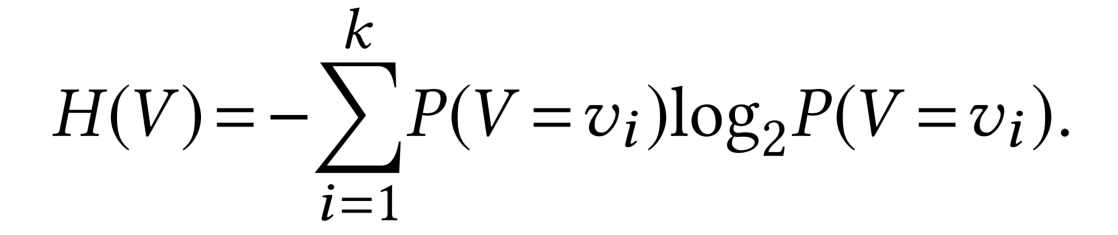 H(V) = -∑_{i=1}^{k} P(V = v_i) log_2 P(V = v_i).